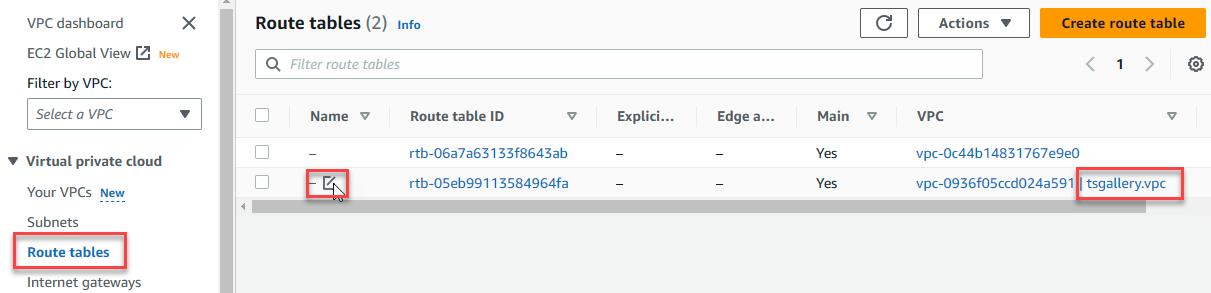 VPC dashboard
EC2 Global View New
Filter by VPC:
Select a VPC
Virtual private cloud
Your VPCs New
Subnets
Route tables
Internet gateways
Route tables (2) Info
Actions
Create route table
Filter route tables
1
Name Route table ID Explici... Edge a... Main VPC
– rtb-06a7a63133f8643ab – – Yes vpc-0c44b14831767e9e0
– rtb-05eb99113584964fa – – Yes vpc-0936f05ccd024a591 | tsgallery.vpc